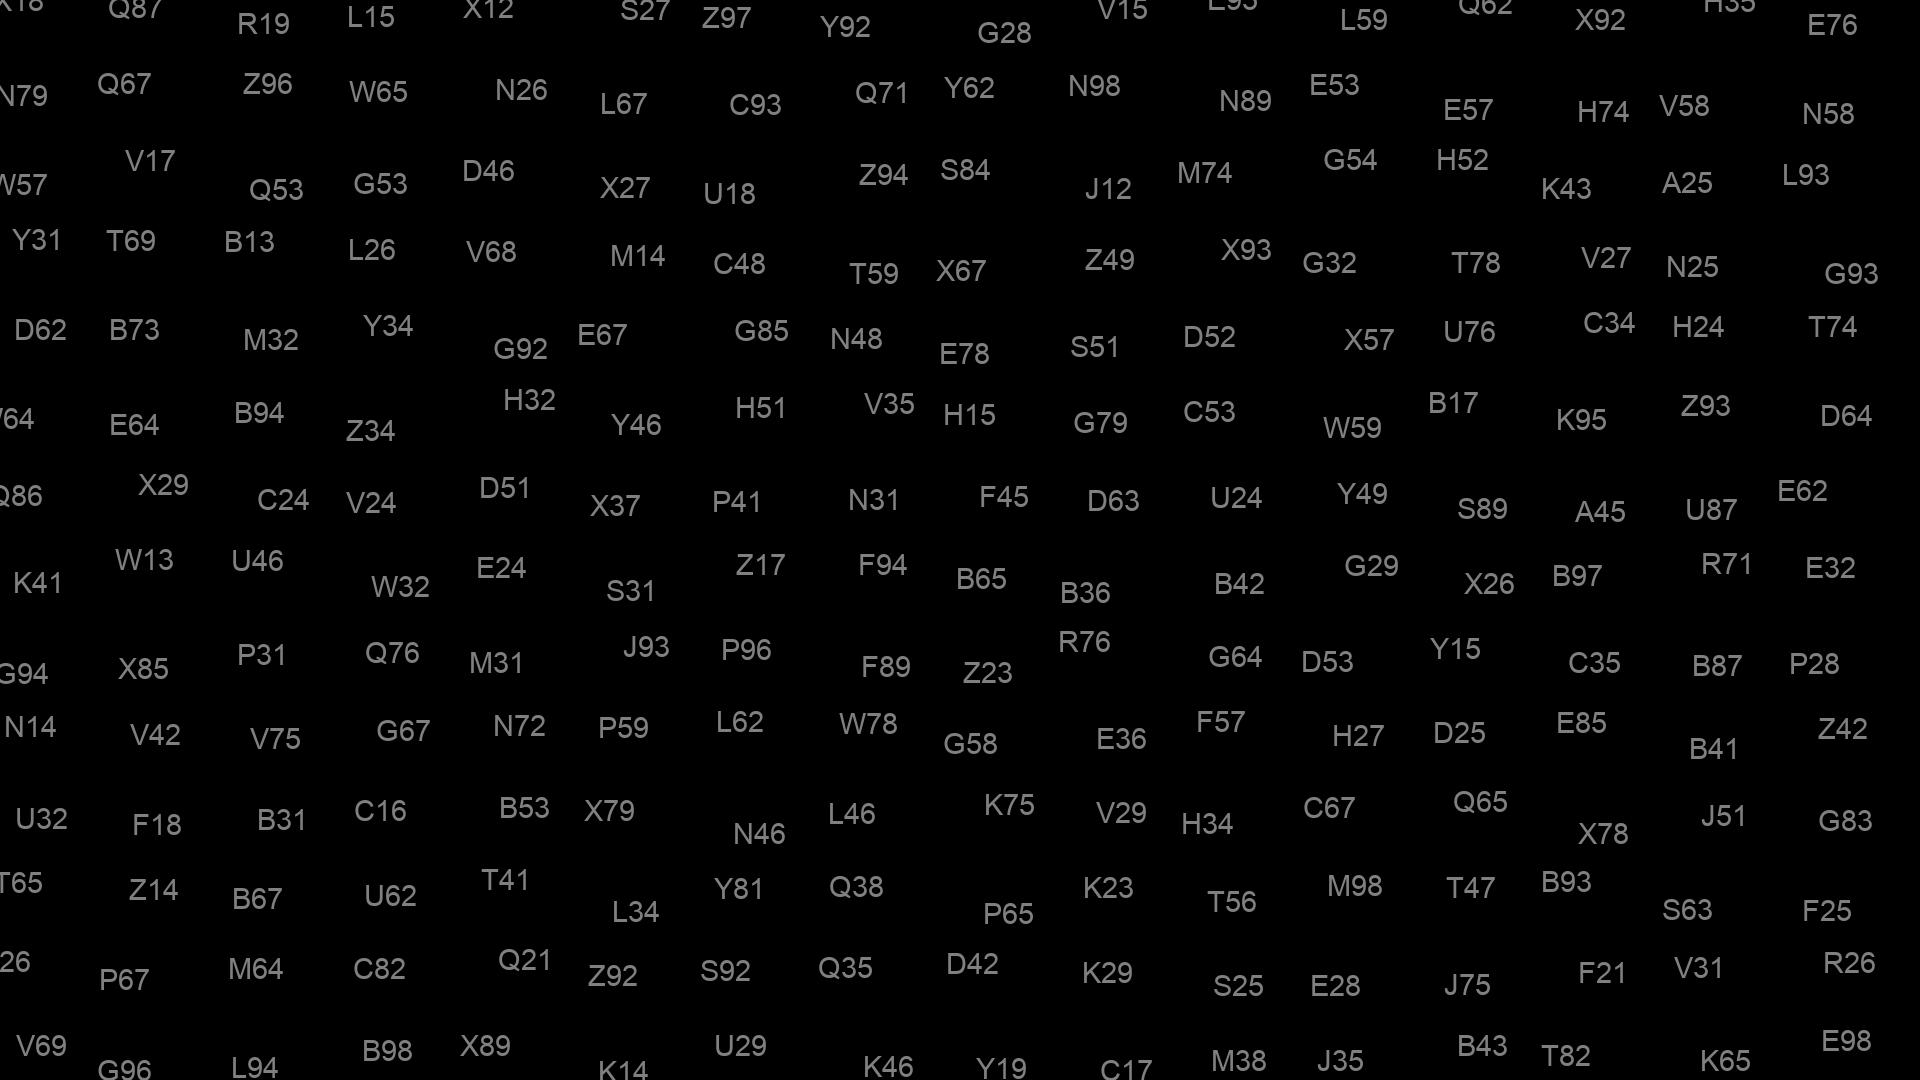 Q87 R19 L15 X12 S27 Z97 Y92 G28 V15 L59 Q62 X92 H35 E76
N79 Q67 Z96 W65 N26 L67 C93 Q71 Y62 N98 N89 E53 E57 H74 V58 N58
W57 V17 Q53 G53 D46 X27 U18 Z94 S84 J12 M74 G54 H52 K43 A25 L93
Y31 T69 B13 L26 V68 M14 C48 T59 X67 Z49 X93 G32 T78 V27 N25 G93
D62 B73 M32 Y34 G92 E67 G85 N48 E78 S51 D52 X57 U76 C34 H24 T74
E64 B94 Z34 H32 Y46 H51 V35 H15 G79 C53 W59 B17 K95 Z93 D64
Q86 X29 C24 V24 D51 X37 P41 N31 F45 D63 U24 Y49 S89 A45 U87 E62
K41 W13 U46 W32 E24 S31 Z17 F94 B65 B36 B42 G29 X26 B97 R71 E32
G94 X85 P31 Q76 M31 J93 P96 F89 Z23 R76 G64 D53 Y15 C35 B87 P28
N14 V42 V75 G67 N72 P59 L62 W78 G58 E36 F57 H27 D25 E85 B41 Z42
U32 F18 B31 C16 B53 X79 N46 L46 K75 V29 H34 C67 Q65 X78 J51 G83
T65 Z14 B67 U62 T41 L34 Y81 Q38 P65 K23 T56 M98 T47 B93 S63 F25
26 P67 M64 C82 Q21 Z92 S92 Q35 D42 K29 S25 E28 J75 F21 V31 R26
V69 G96 L94 B98 X89 K14 U29 K46 Y19 C17 M38 J35 B43 T82 K65 E98